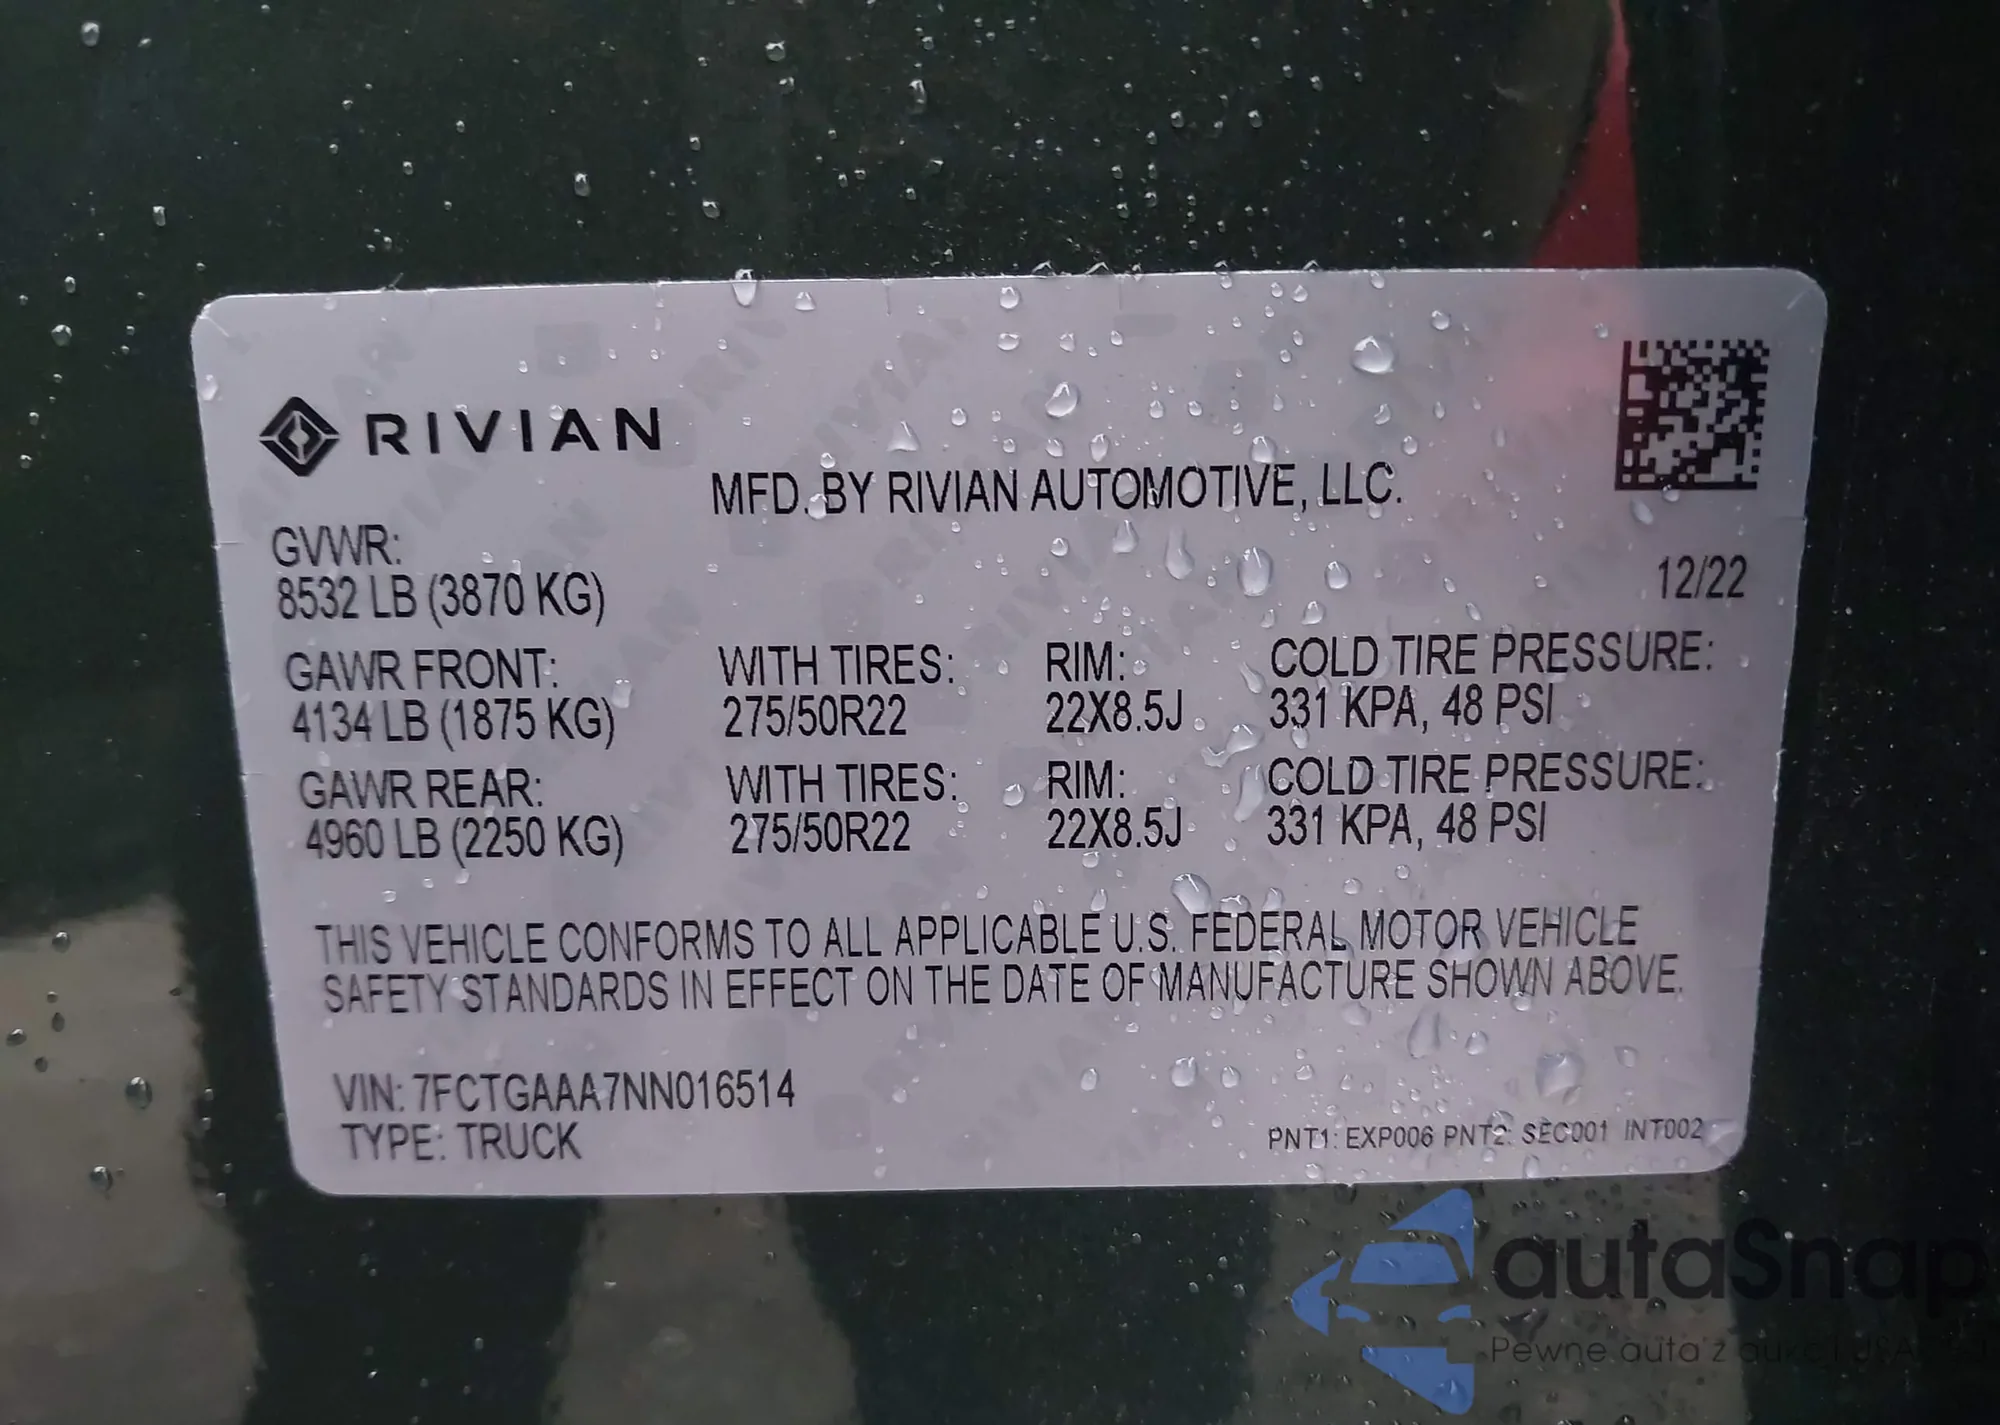 RIVIAN
MFD. BY RIVIAN AUTOMOTIVE, LLC.
GVWR:
8532 LB (3870 KG)
12/22
GAWR FRONT: WITH TIRES: RIM: COLD TIRE PRESSURE:
4134 LB (1875 KG) 275/50R22 22X8.5J 331 KPA, 48 PSI
GAWR REAR: WITH TIRES: RIM: COLD TIRE PRESSURE:
4960 LB (2250 KG) 275/50R22 22X8.5J 331 KPA, 48 PSI
THIS VEHICLE CONFORMS TO ALL APPLICABLE U.S. FEDERAL MOTOR VEHICLE
SAFETY STANDARDS IN EFFECT ON THE DATE OF MANUFACTURE SHOWN ABOVE.
VIN: 7FCTGAAA7NN016514
TYPE: TRUCK
PNT1: EXP006 PNT2: SEC001 INT002
autaSnap
Pewne auta z aukcji USA